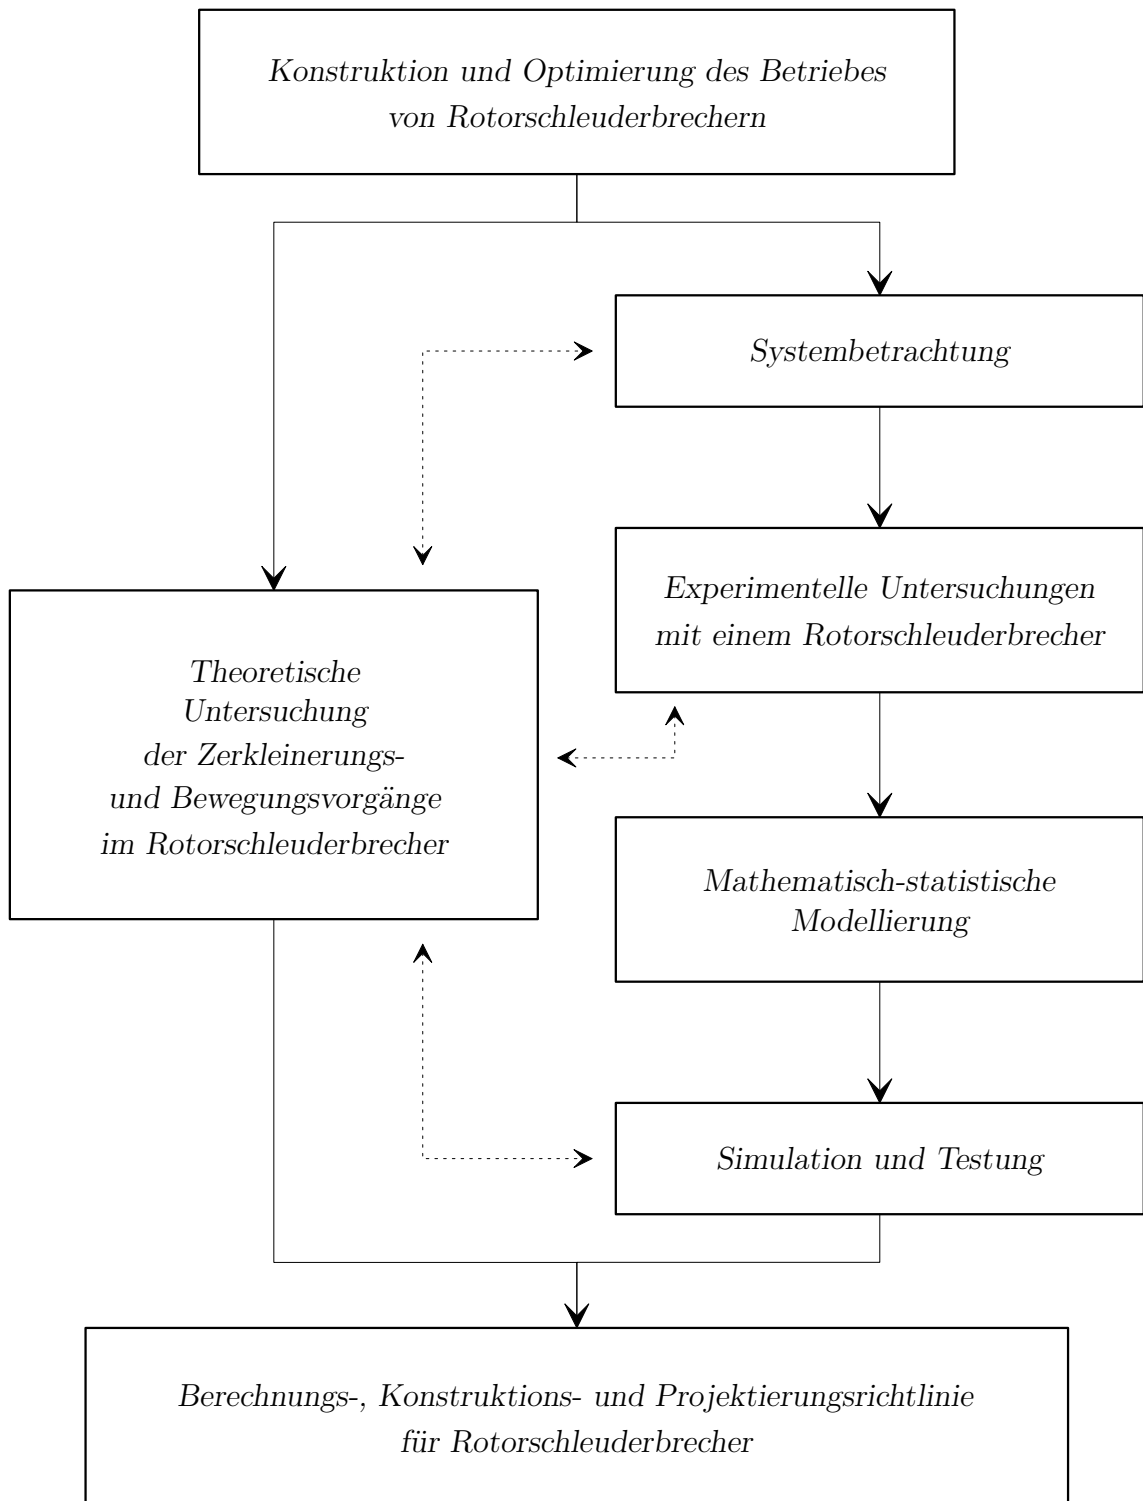 Konstruktion und Optimierung des Betriebes
von Rotorschleuderbrechern
Systembetrachtung
Experimentelle Untersuchungen
mit einem Rotorschleuderbrecher
Theoretische
Untersuchung
der Zerkleinerungs-
und Bewegungsvorgänge
im Rotorschleuderbrecher
Mathematisch-statistische
Modellierung
Simulation und Testung
Berechnungs-, Konstruktions- und Projektierungsrichtlinie
für Rotorschleuderbrecher